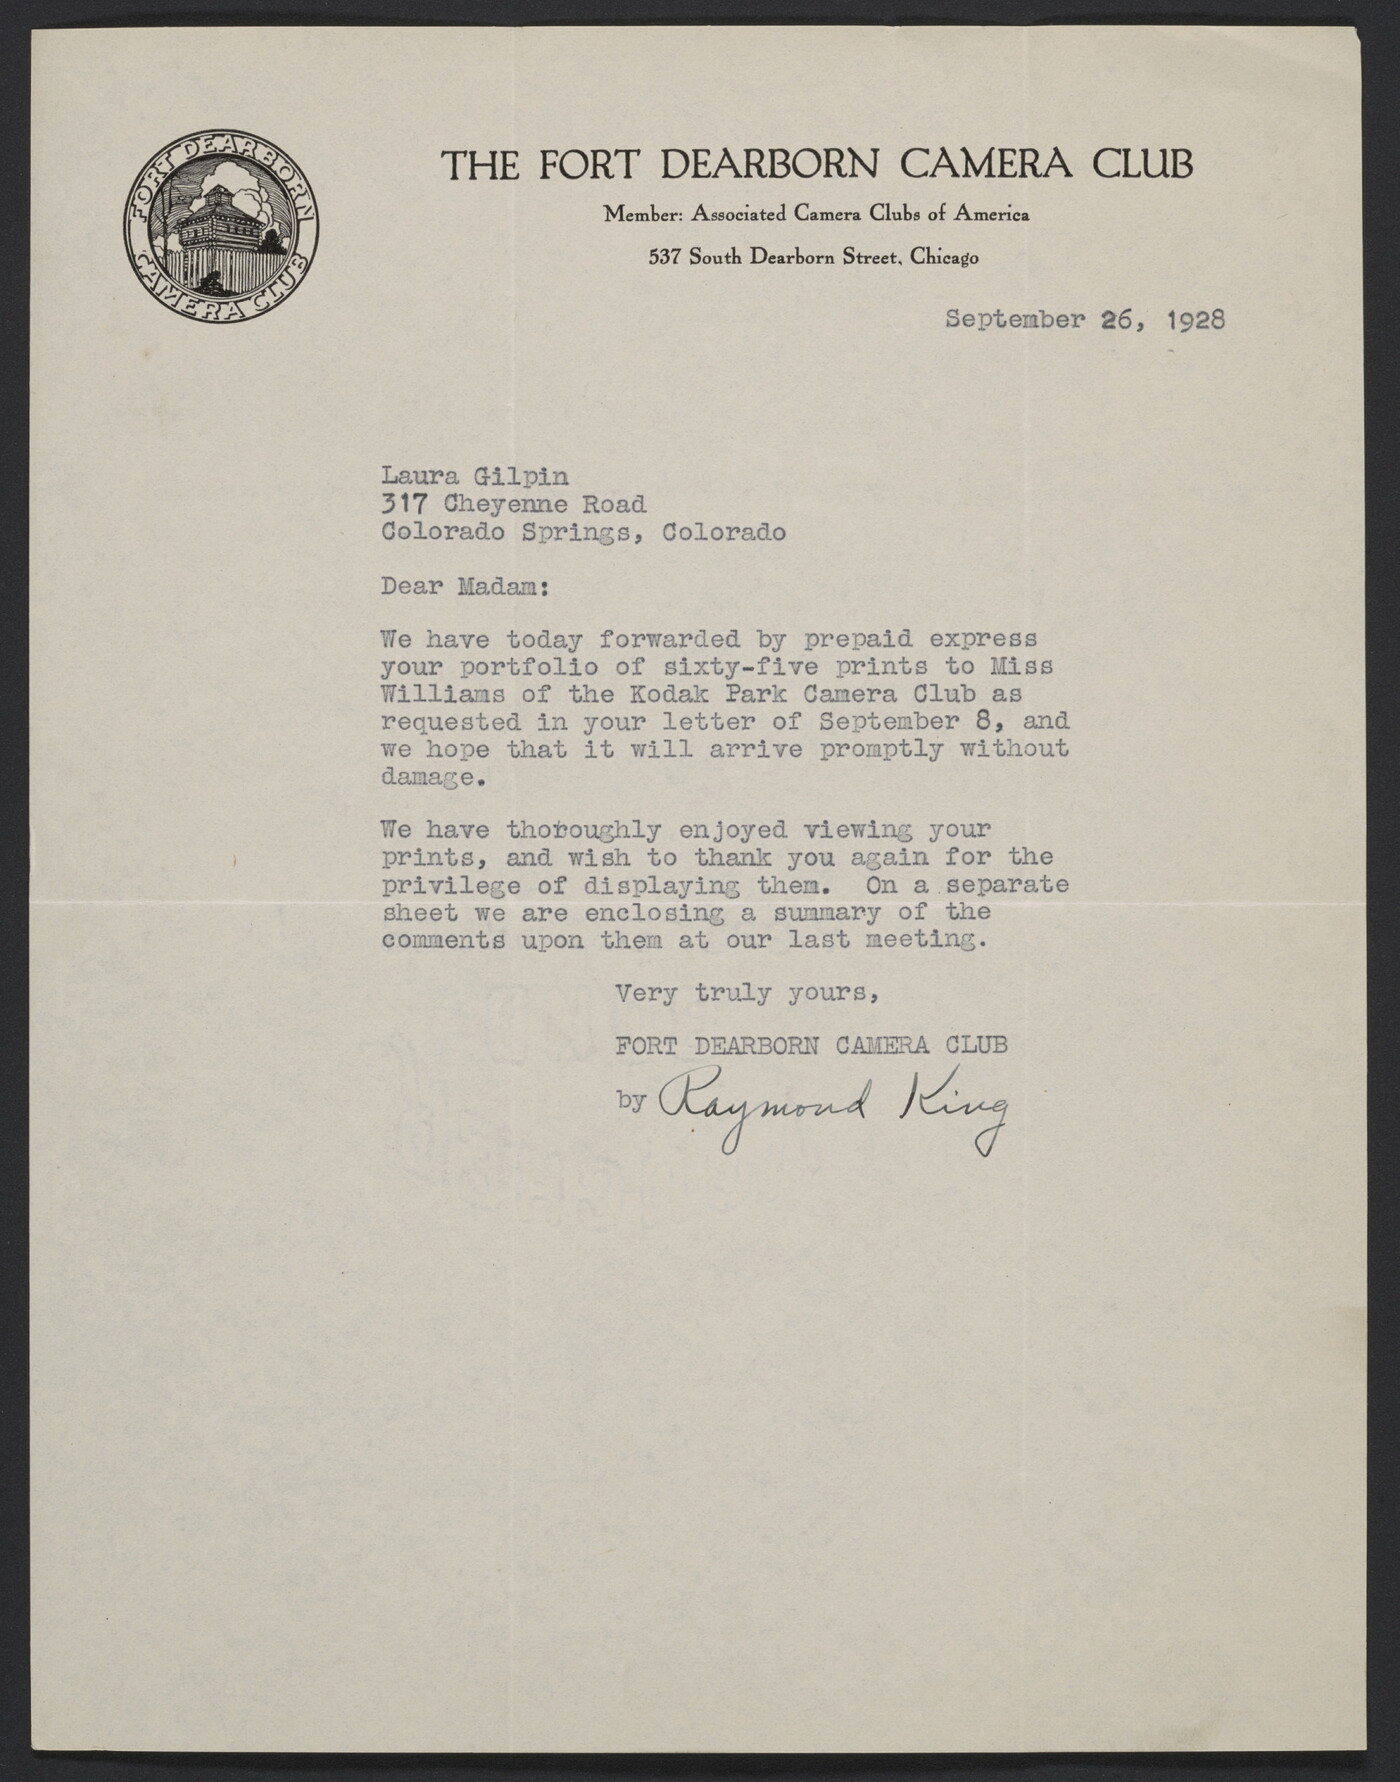 FORT DEARBORN
CAMERA CLUB
THE FORT DEARBORN CAMERA CLUB
Member: Associated Camera Clubs of America
537 South Dearborn Street, Chicago
September 26, 1928
Laura Gilpin
317 Cheyenne Road
Colorado Springs, Colorado
Dear Madam:
We have today forwarded by prepaid express
your portfolio of sixty-five prints to Miss
Williams of the Kodak Park Camera Club as
requested in your letter of September 8, and
we hope that it will arrive promptly without
damage.
We have thoroughly enjoyed viewing your
prints, and wish to thank you again for the
privilege of displaying them.  On a separate
sheet we are enclosing a summary of the
comments upon them at our last meeting.
Very truly yours,
FORT DEARBORN CAMERA CLUB
by Raymond King